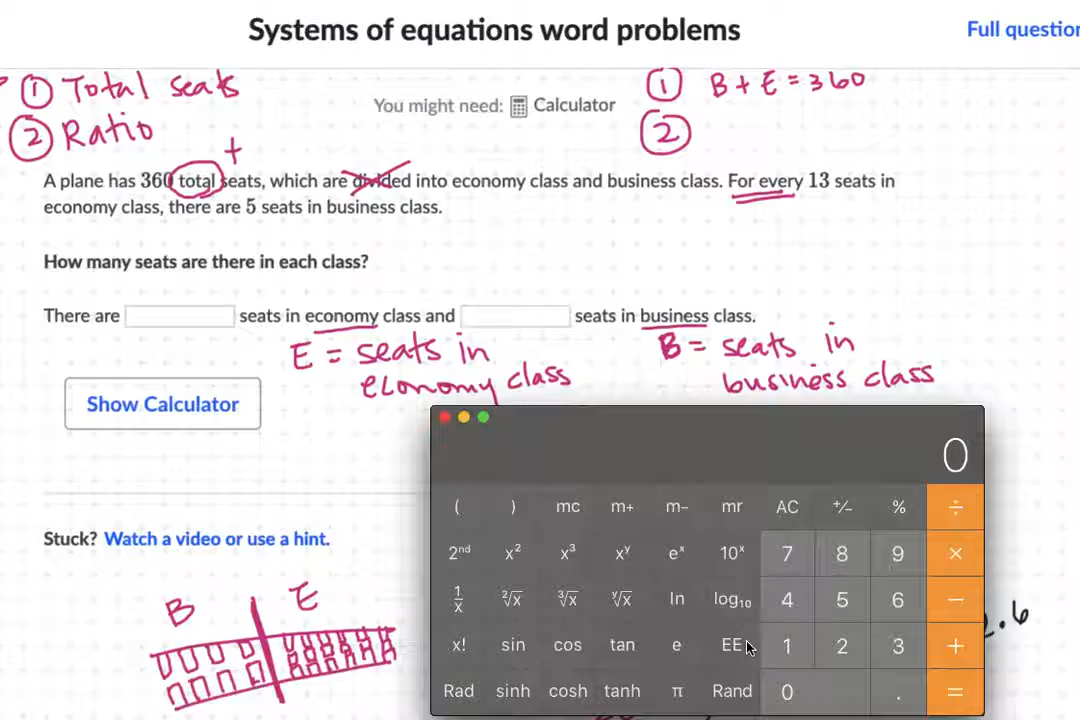 Systems of equations word problems
Full question
① Total seats
② Ratio
① B + E = 360
②
You might need: Calculator
+
A plane has 360 total seats, which are divided into economy class and business class. For every 13 seats in
economy class, there are 5 seats in business class.
How many seats are there in each class?
There are seats in economy class and seats in business class.
E = seats in
economy class
B = seats in
business class
Show Calculator
0
( ) mc m+ m- mr AC +/- % ÷
2nd x² x³ xʸ eˣ 10ˣ 7 8 9 ×
1/x ²√x ³√x ʸ√x ln log₁₀ 4 5 6 −
x! sin cos tan e EE 1 2 3 +
Rad sinh cosh tanh π Rand 0 . =
Stuck? Watch a video or use a hint.
B E
.6